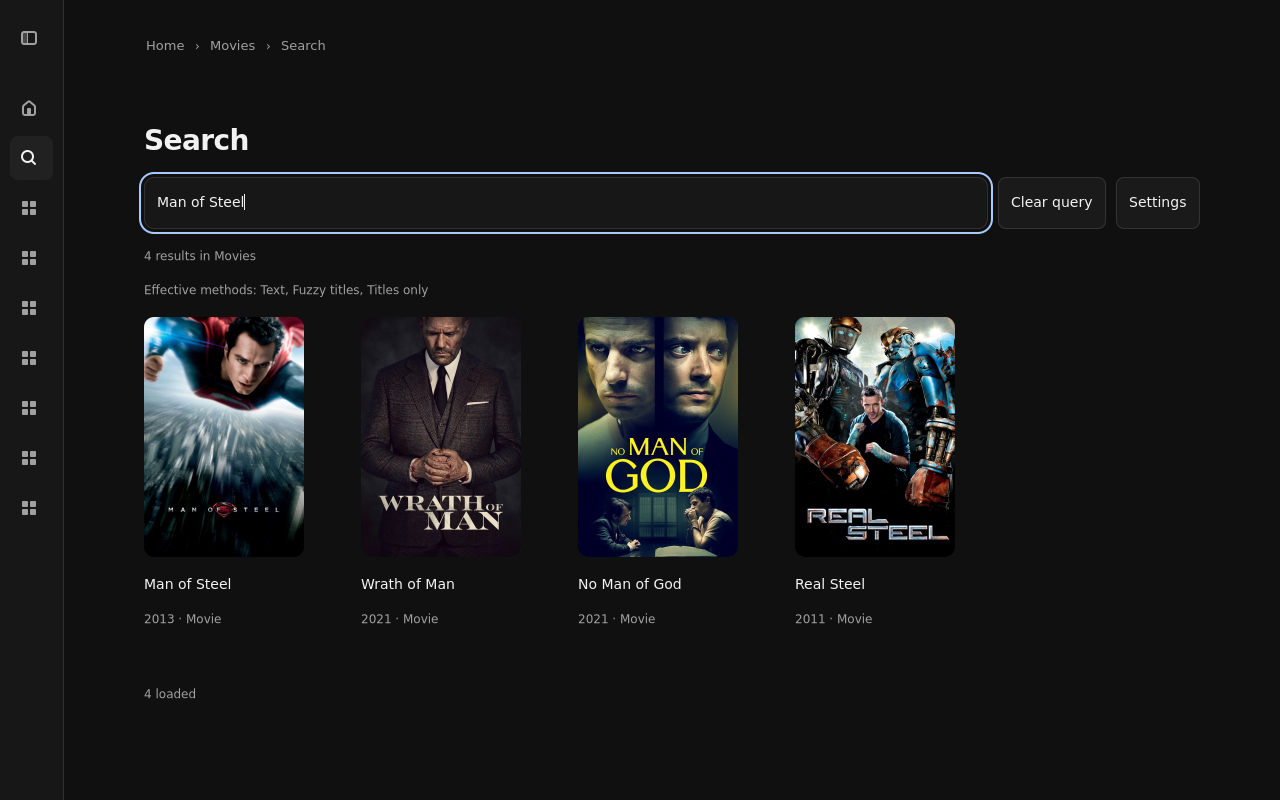 Home › Movies › Search
Search
Man of Steel
Clear query
Settings
4 results in Movies
Effective methods: Text, Fuzzy titles, Titles only
MAN OF STEEL
WRATH OF
MAN
NO MAN OF
GOD
REAL
STEEL
Man of Steel
Wrath of Man
No Man of God
Real Steel
2013 · Movie
2021 · Movie
2021 · Movie
2011 · Movie
4 loaded